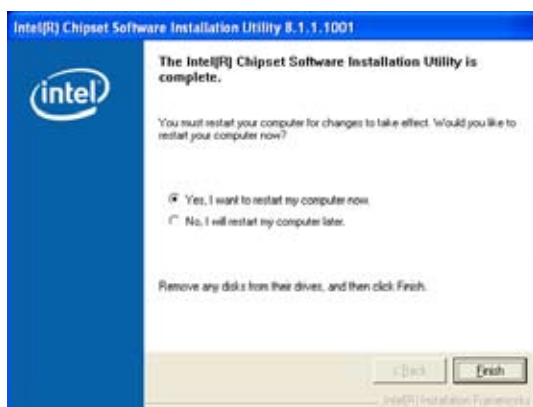 Intel(R) Chipset Software Installation Utility 8.1.1.1001
intel
The Intel(R) Chipset Software Installation Utility is
complete.
You must restart your computer for changes to take effect. Would you like to
restart your computer now?
Yes, I want to restart my computer now.
No, I will restart my computer later.
Remove any disks from their drives, and then click Finish.
< Back
Finish
Intel(R) Installation Frameworks